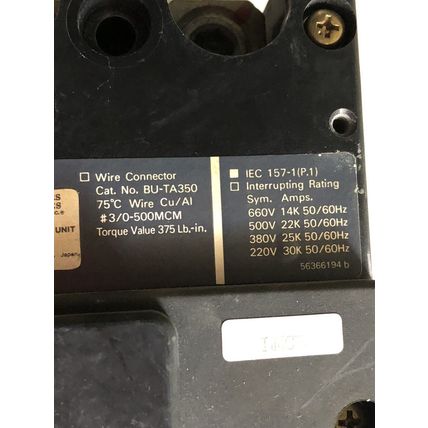 □ Wire Connector
Cat. No. BU-TA350
75°C Wire Cu/Al
#3/0-500MCM
Torque Value 375 Lb.-in.
■ IEC 157-1(P.1)
□ Interrupting Rating
Sym. Amps.
660V 14K 50/60Hz
500V 22K 50/60Hz
380V 25K 50/60Hz
220V 30K 50/60Hz
56366194 b
UNIT
Japan